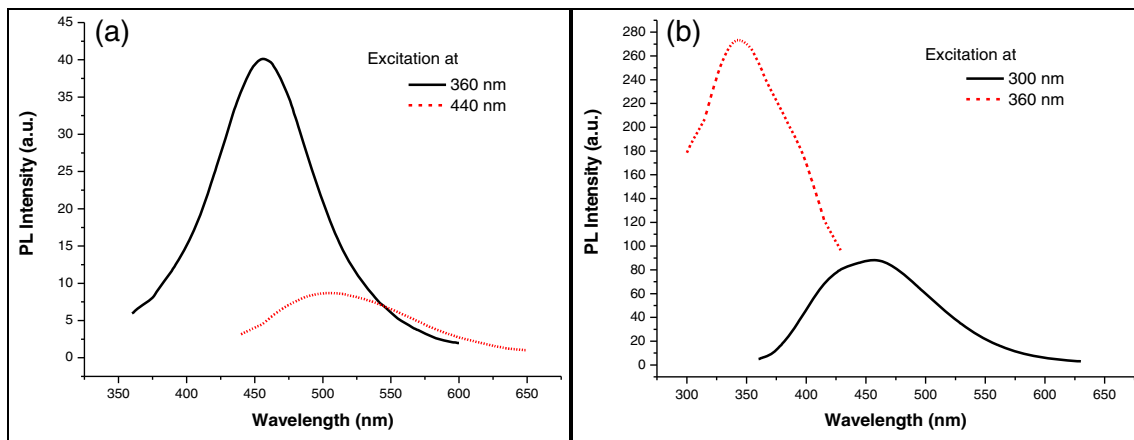 (a)
Excitation at
360 nm
440 nm
PL Intensity (a.u.)
45
40
35
30
25
20
15
10
5
0
350 400 450 500 550 600 650
Wavelength (nm)
(b)
Excitation at
300 nm
360 nm
PL Intensity (a.u.)
280
260
240
220
200
180
160
140
120
100
80
60
40
20
0
300 350 400 450 500 550 600 650
Wavelength (nm)